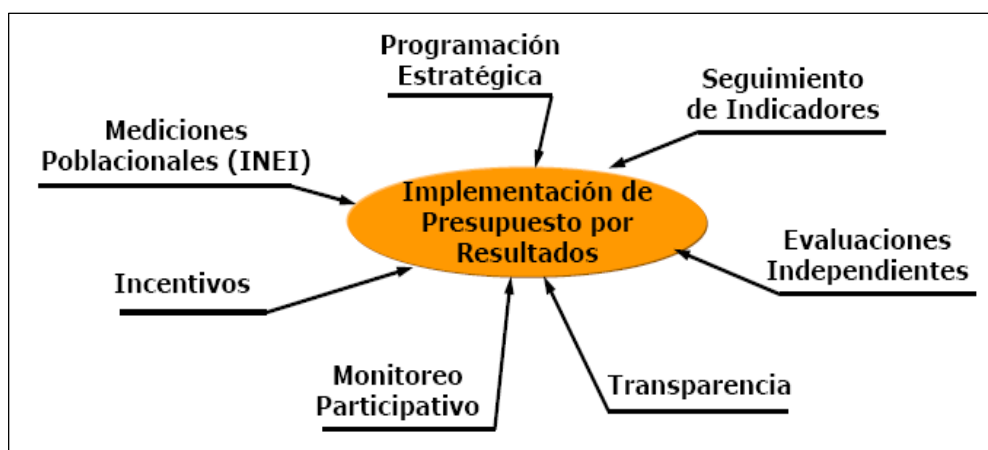 Programación
Estratégica
Seguimiento
de Indicadores
Mediciones
Poblacionales (INEI)
Implementación de
Presupuesto por
Resultados
Evaluaciones
Independientes
Incentivos
Monitoreo
Participativo
Transparencia